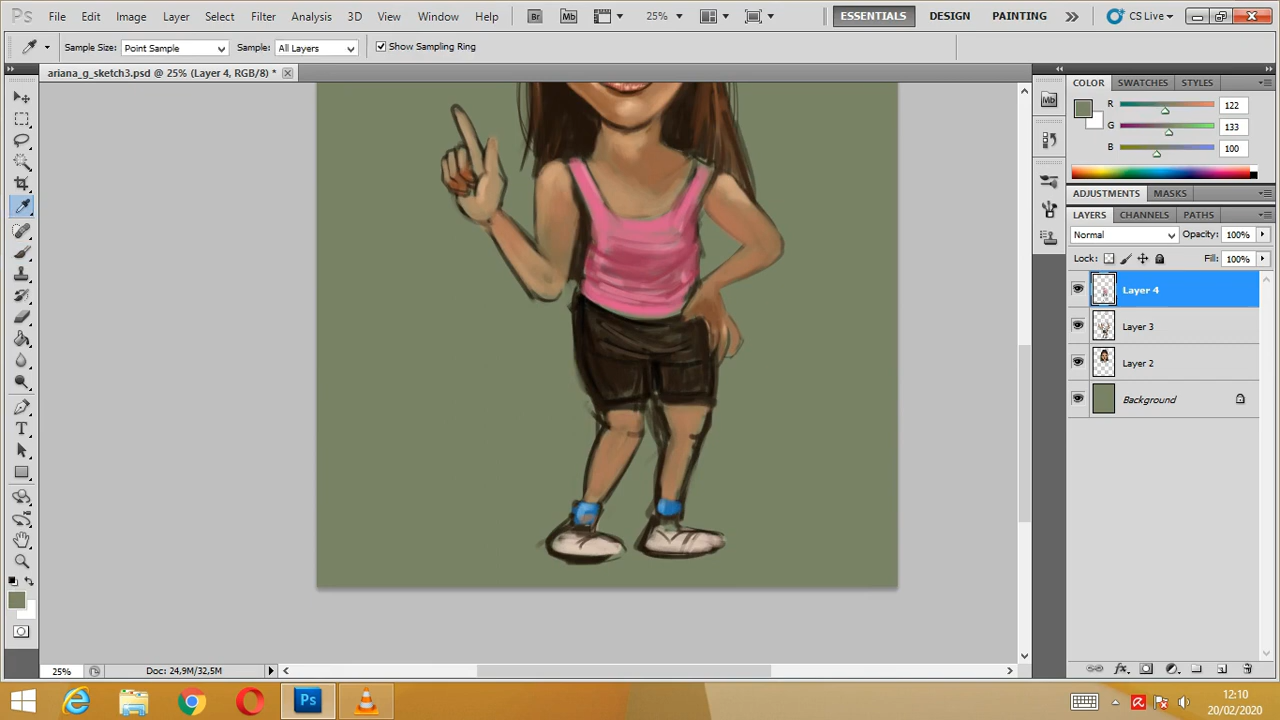 Ps File Edit Image Layer Select Filter Analysis 3D View Window Help Br Mb 25% ESSENTIALS DESIGN PAINTING CS Live
Sample Size: Point Sample Sample: All Layers Show Sampling Ring
ariana_g_sketch3.psd @ 25% (Layer 4, RGB/8) *
COLOR SWATCHES STYLES
Mb
R 122
G 133
B 100
ADJUSTMENTS MASKS
LAYERS CHANNELS PATHS
Normal Opacity: 100%
Lock: Fill: 100%
Layer 4
Layer 3
Layer 2
Background
T
fx
25% Doc: 24,9M/32,5M
Ps
12:10
20/02/2020